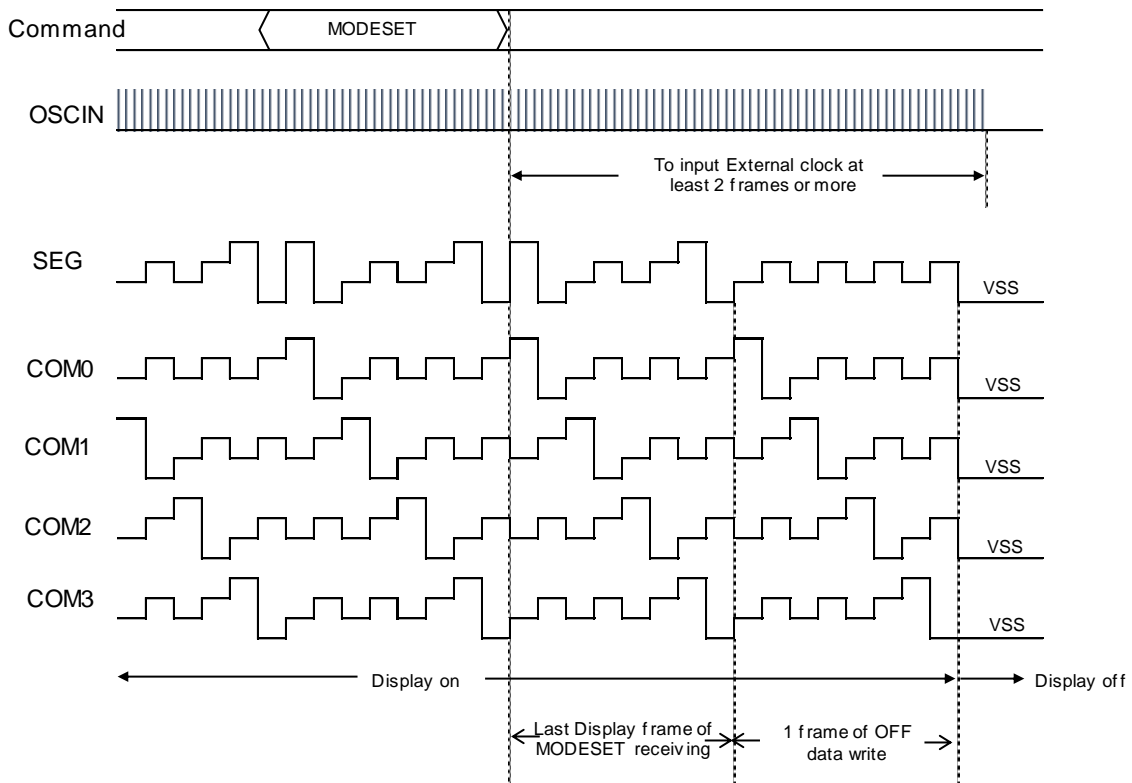 Command
MODESET
OSCIN
To input External clock at
least 2 frames or more
SEG
VSS
COM0
VSS
COM1
VSS
COM2
VSS
COM3
VSS
Display on
Display off
Last Display frame of
MODESET receiving
1 frame of OFF
data write